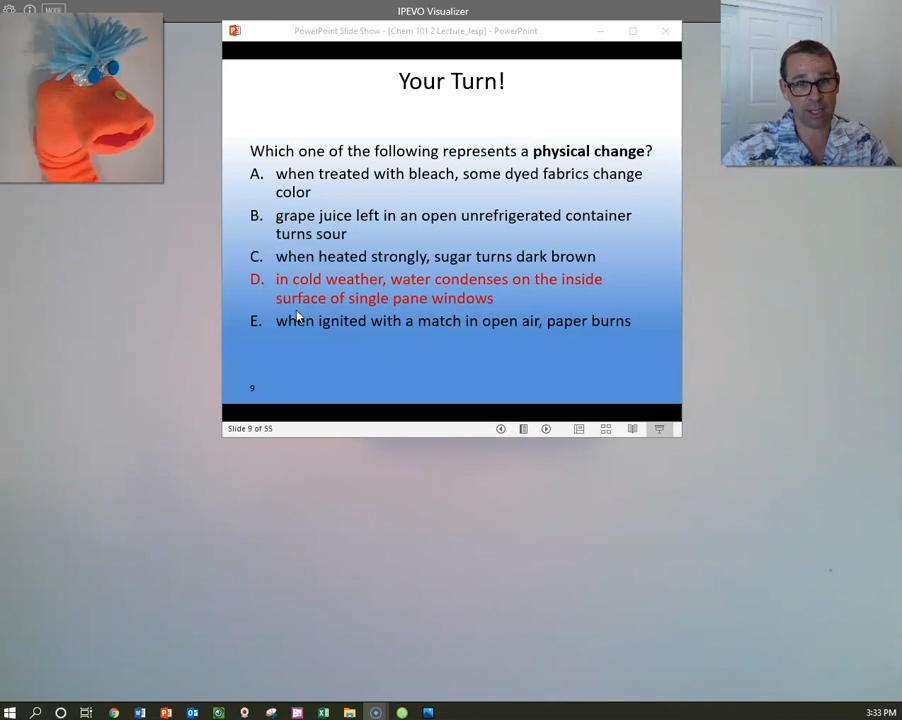 IPEVO Visualizer
MODE
PowerPoint Slide Show - [Chem 101 2 Lecture_Jesp] - PowerPoint
Your Turn!
Which one of the following represents a physical change?
A. when treated with bleach, some dyed fabrics change
color
B. grape juice left in an open unrefrigerated container
turns sour
C. when heated strongly, sugar turns dark brown
D. in cold weather, water condenses on the inside
surface of single pane windows
E. when ignited with a match in open air, paper burns
9
Slide 9 of 55
3:33 PM